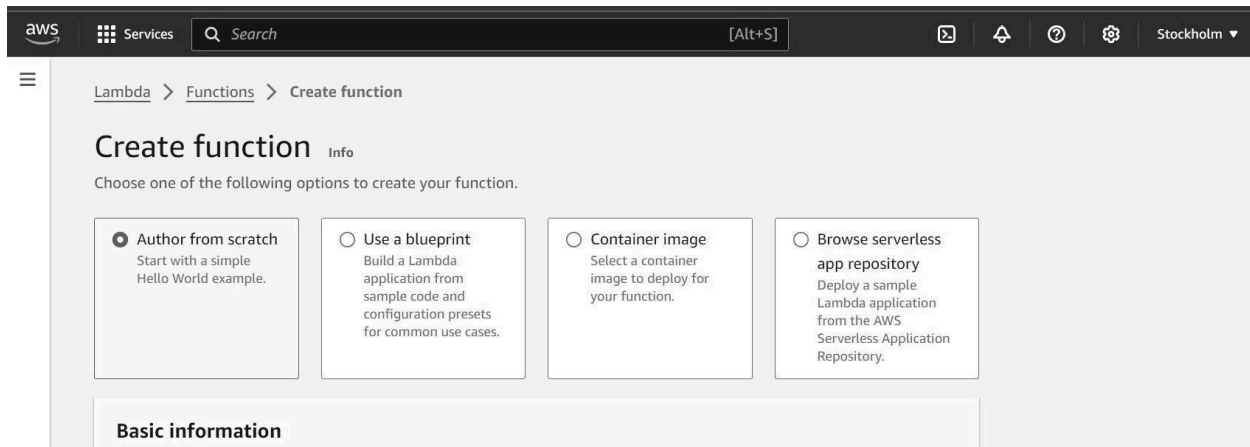 aws Services Search [Alt+S] Stockholm
Lambda > Functions > Create function
Create function Info
Choose one of the following options to create your function.
Author from scratch
Start with a simple
Hello World example.
Use a blueprint
Build a Lambda
application from
sample code and
configuration presets
for common use cases.
Container image
Select a container
image to deploy for
your function.
Browse serverless
app repository
Deploy a sample
Lambda application
from the AWS
Serverless Application
Repository.
Basic information